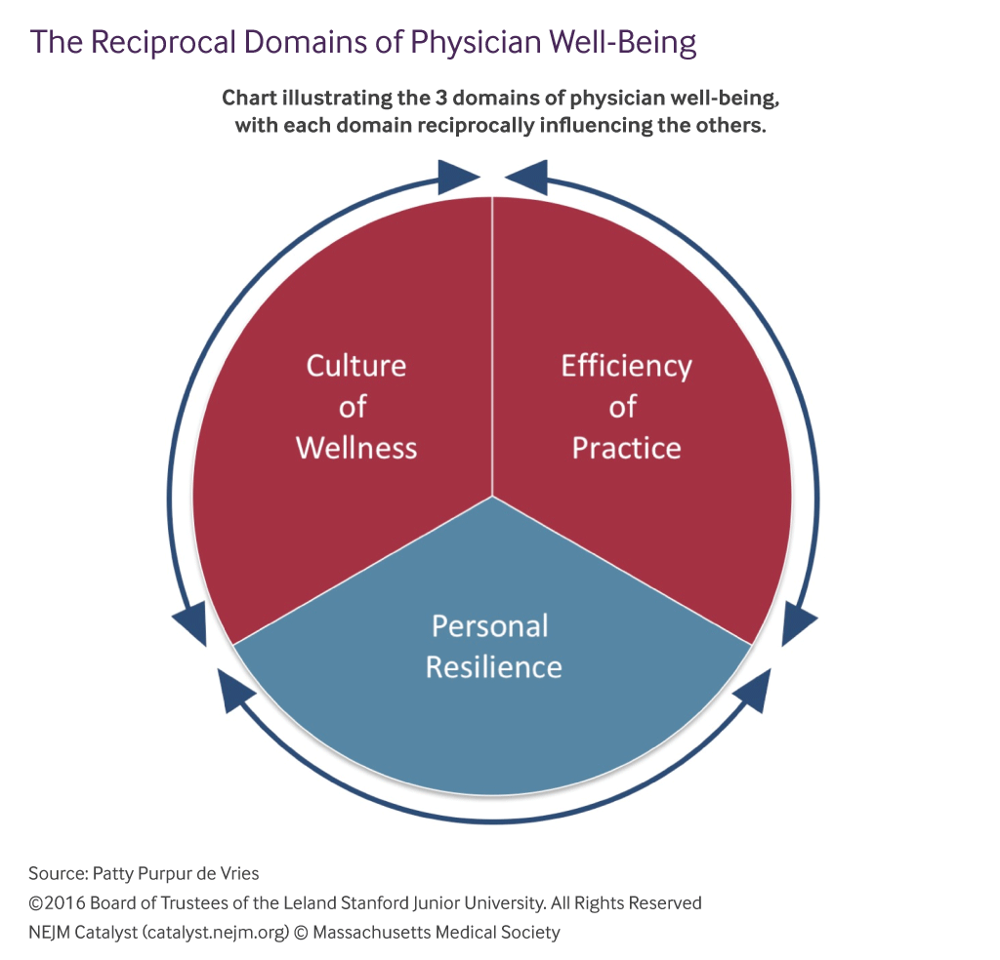 The Reciprocal Domains of Physician Well-Being
Chart illustrating the 3 domains of physician well-being,
with each domain reciprocally influencing the others.
Culture
of
Wellness
Efficiency
of
Practice
Personal
Resilience
Source: Patty Purpur de Vries
©2016 Board of Trustees of the Leland Stanford Junior University. All Rights Reserved
NEJM Catalyst (catalyst.nejm.org) © Massachusetts Medical Society